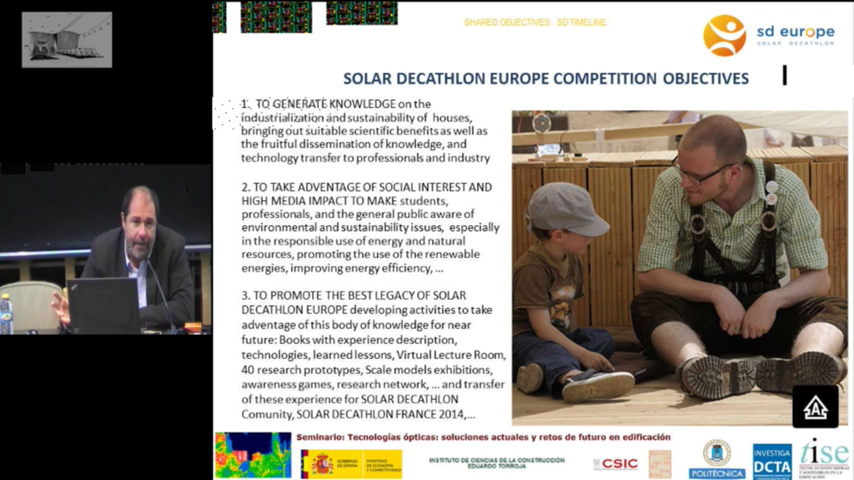 SHARED OBJECTIVES. SD TIMELINE
sd europe
SOLAR DECATHLON
SOLAR DECATHLON EUROPE COMPETITION OBJECTIVES
1. TO GENERATE KNOWLEDGE on the
industrialization and sustainability of houses,
bringing out suitable scientific benefits as well as
the fruitful dissemination of knowledge, and
technology transfer to professionals and industry
2. TO TAKE ADVANTAGE OF SOCIAL INTEREST AND
HIGH MEDIA IMPACT TO MAKE students,
professionals, and the general public aware of
environmental and sustainability issues, especially
in the responsible use of energy and natural
resources, promoting the use of the renewable
energies, improving energy efficiency, ...
3. TO PROMOTE THE BEST LEGACY OF SOLAR
DECATHLON EUROPE developing activities to take
advantage of this body of knowledge for near
future: Books with experience description,
technologies, learned lessons, Virtual Lecture Room,
40 research prototypes, Scale models exhibitions,
awareness games, research network, ... and transfer
of these experience for SOLAR DECATHLON
Comunity, SOLAR DECATHLON FRANCE 2014,...
Seminario: Tecnologías ópticas: soluciones actuales y retos de futuro en edificación
GOBIERNO
DE ESPAÑA
MINISTERIO
DE ECONOMÍA
Y COMPETITIVIDAD
INSTITUTO DE CIENCIAS DE LA CONSTRUCCIÓN
EDUARDO TORROJA
CSIC
POLITÉCNICA
INVESTIGA
DCTA
tise